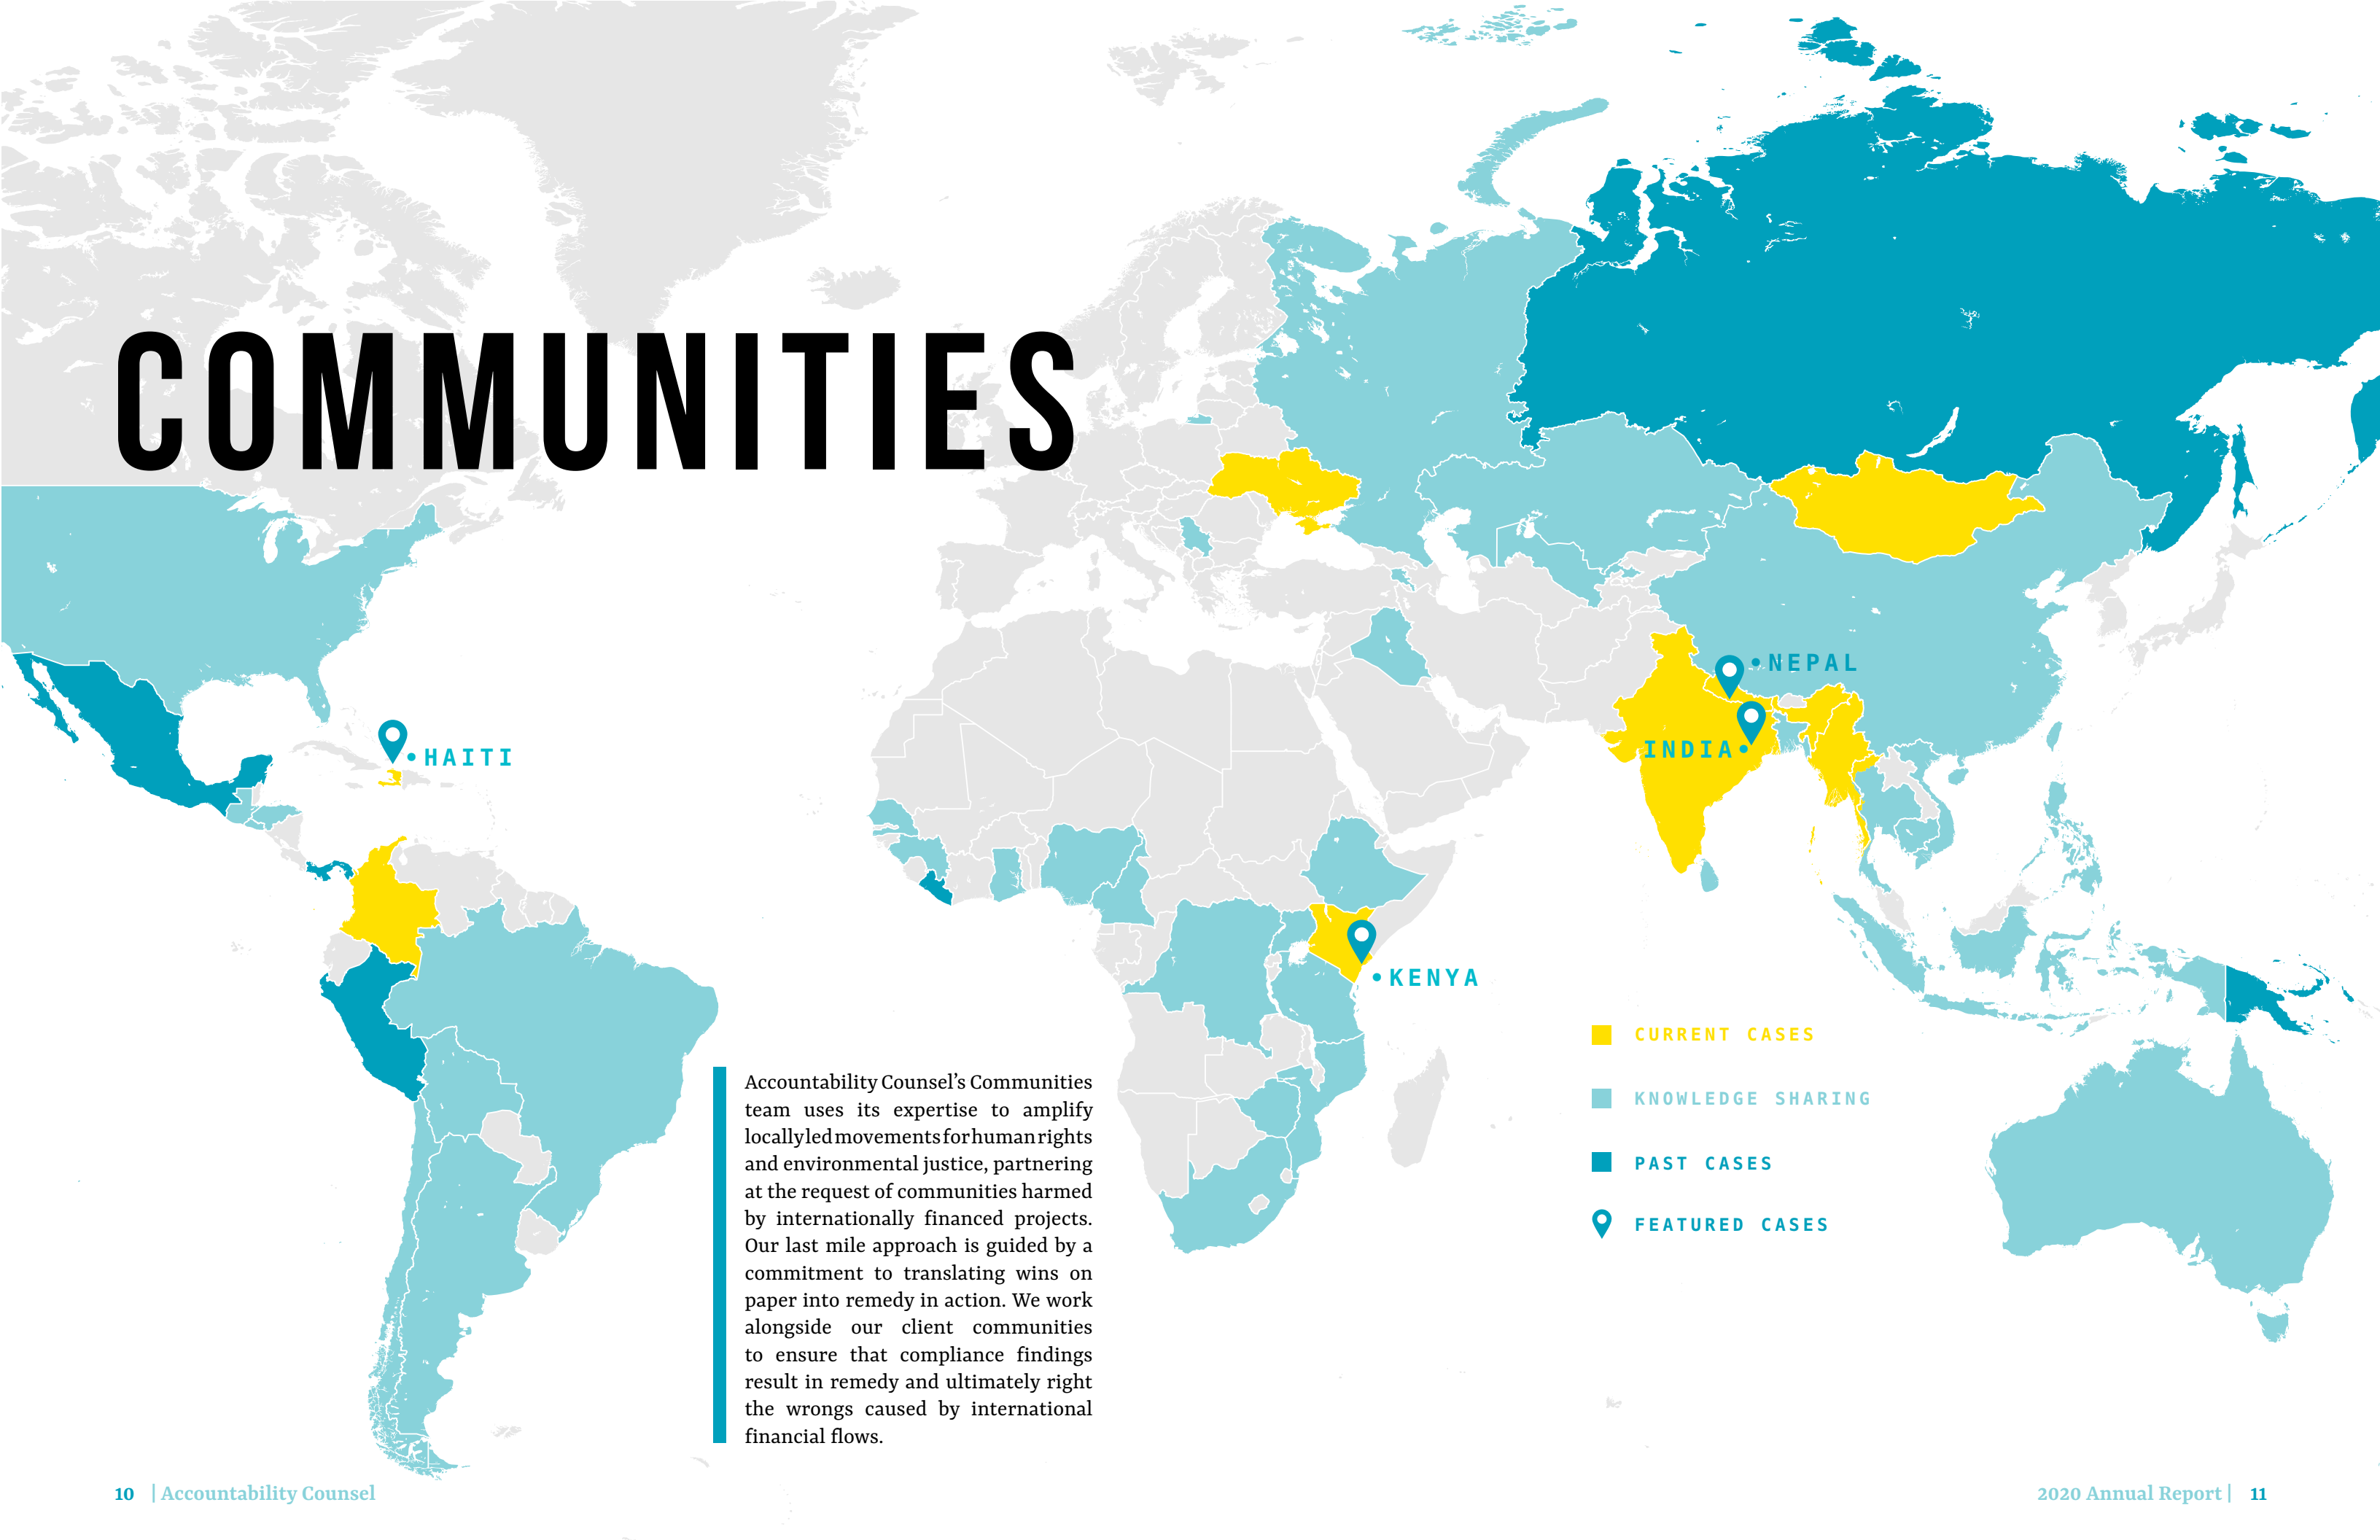 COMMUNITIES
NEPAL
INDIA
HAITI
KENYA
CURRENT CASES
KNOWLEDGE SHARING
PAST CASES
FEATURED CASES
Accountability Counsel’s Communities
team uses its expertise to amplify
locally led movements for human rights
and environmental justice, partnering
at the request of communities harmed
by internationally financed projects.
Our last mile approach is guided by a
commitment to translating wins on
paper into remedy in action. We work
alongside our client communities
to ensure that compliance findings
result in remedy and ultimately right
the wrongs caused by international
financial flows.
10 | Accountability Counsel
2020 Annual Report | 11